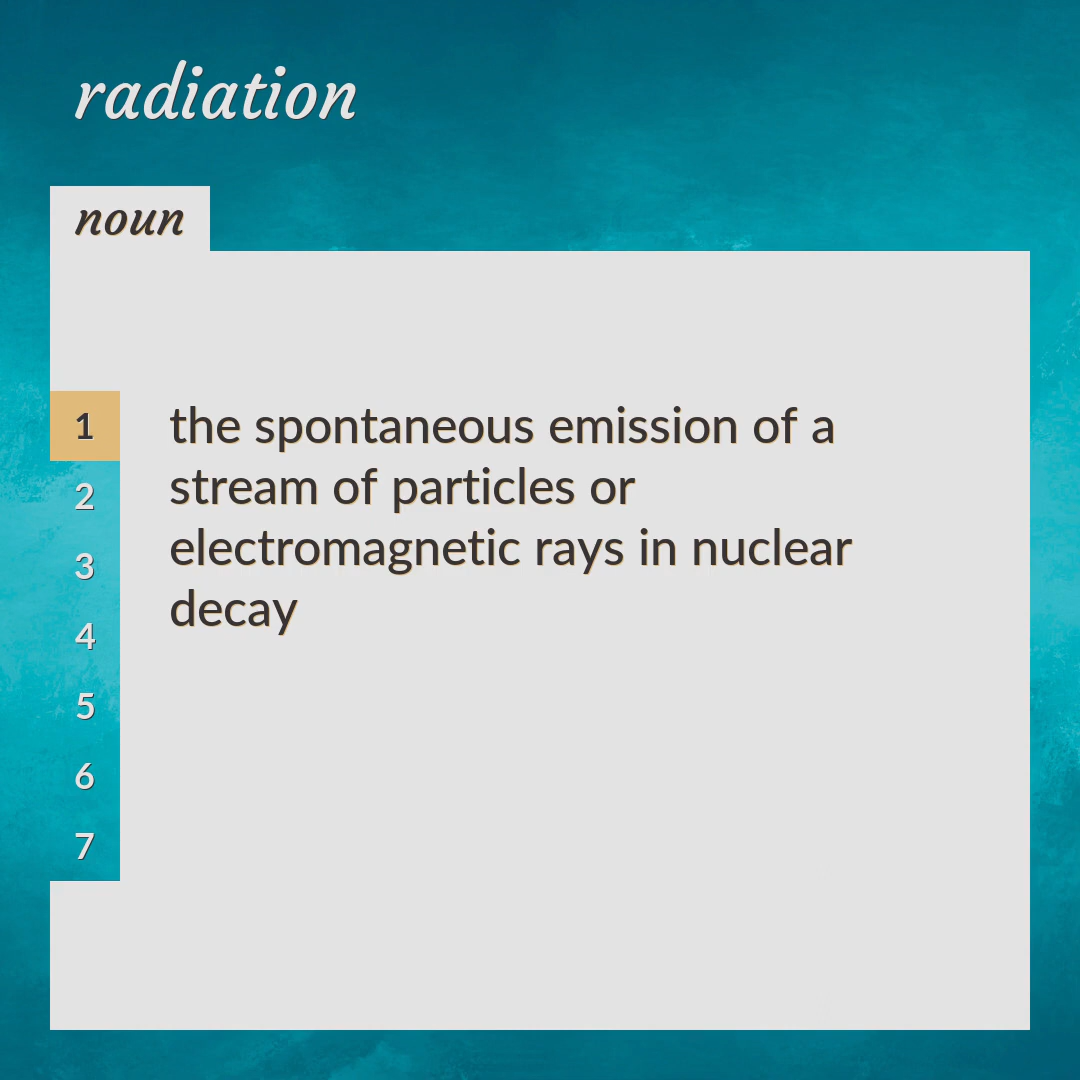 radiation
noun
1
the spontaneous emission of a
stream of particles or
electromagnetic rays in nuclear
decay
2
3
4
5
6
7